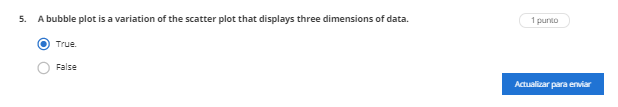 5. A bubble plot is a variation of the scatter plot that displays three dimensions of data.
1 punto
True.
False
Actualizar para enviar